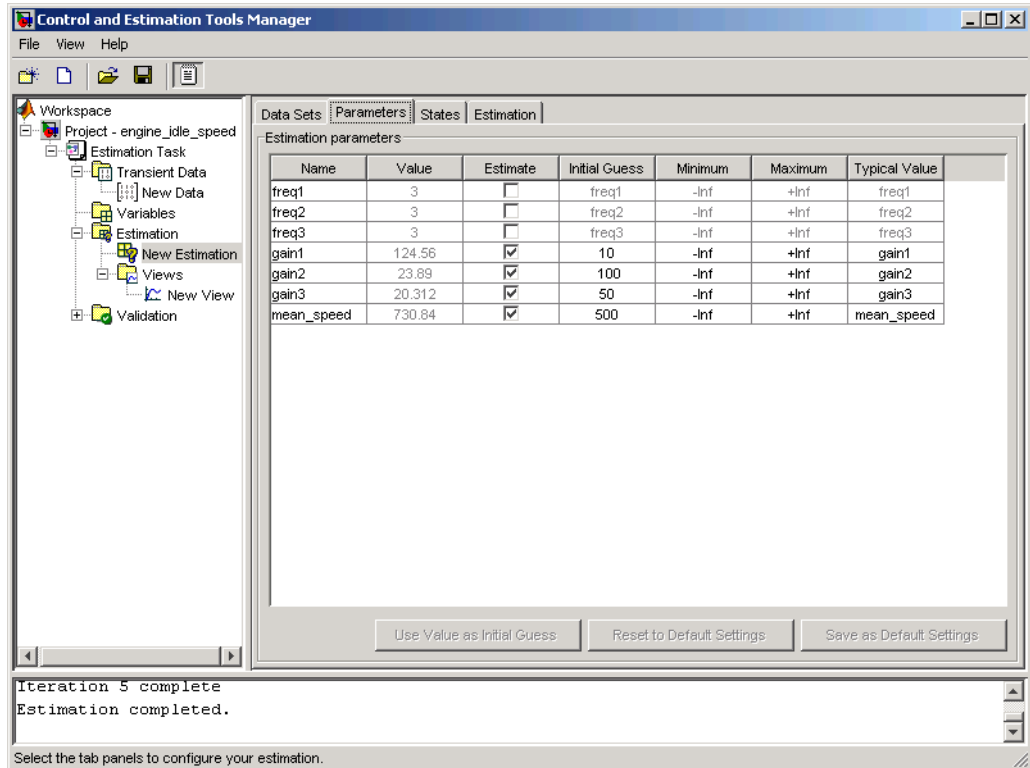 Control and Estimation Tools Manager
File View Help
Workspace
Project - engine_idle_speed
Estimation Task
Transient Data
New Data
Variables
Estimation
New Estimation
Views
New View
Validation
Data Sets Parameters States Estimation
Estimation parameters
Name Value Estimate Initial Guess Minimum Maximum Typical Value
freq1 3 freq1 -Inf +Inf freq1
freq2 3 freq2 -Inf +Inf freq2
freq3 3 freq3 -Inf +Inf freq3
gain1 124.56 10 -Inf +Inf gain1
gain2 23.89 100 -Inf +Inf gain2
gain3 20.312 50 -Inf +Inf gain3
mean_speed 730.84 500 -Inf +Inf mean_speed
Use Value as Initial Guess Reset to Default Settings Save as Default Settings
Iteration 5 complete
Estimation completed.
Select the tab panels to configure your estimation.